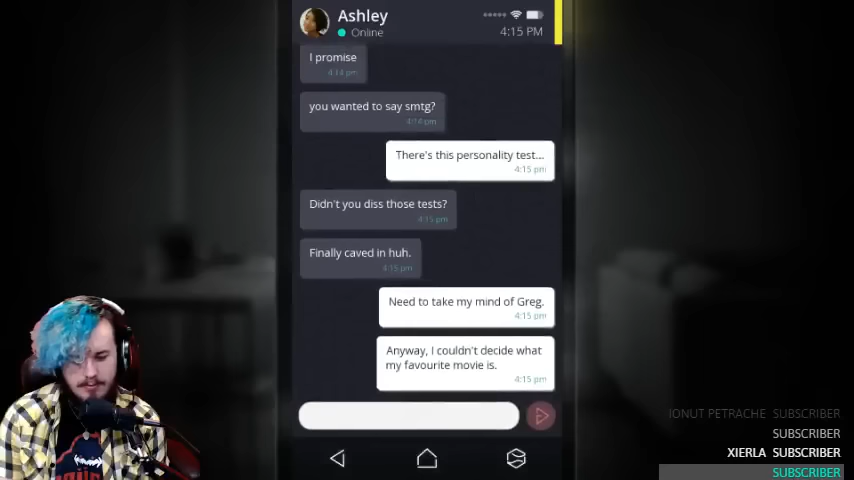 Ashley
Online
4:15 PM
I promise
4:14 pm
you wanted to say smtg?
4:14 pm
There's this personality test...
4:15 pm
Didn't you diss those tests?
4:15 pm
Finally caved in huh.
4:15 pm
Need to take my mind of Greg.
4:15 pm
Anyway, I couldn't decide what
my favourite movie is.
4:15 pm
IONUT PETRACHE SUBSCRIBER
SUBSCRIBER
XIERLA SUBSCRIBER
SUBSCRIBER